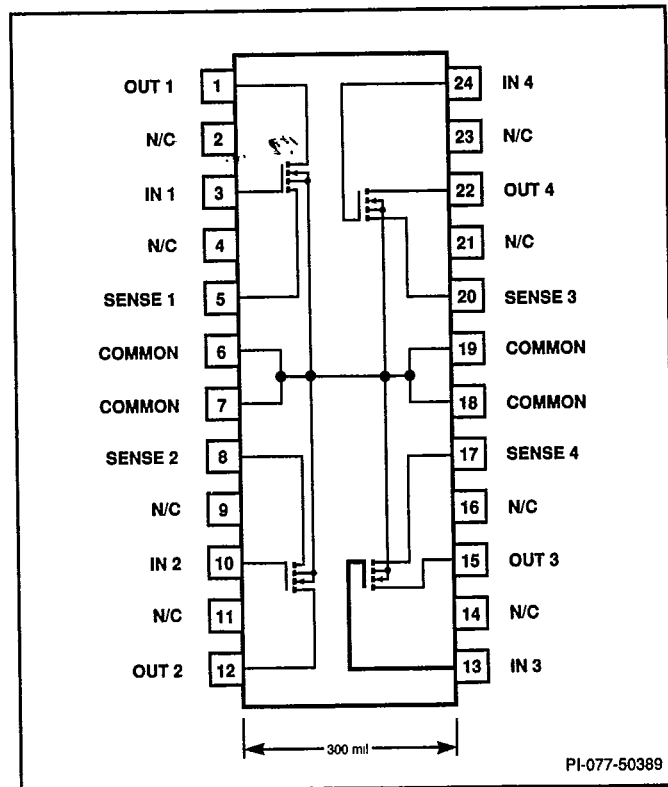 OUT 1 1 24 IN 4
N/C 2 23 N/C
IN 1 3 22 OUT 4
N/C 4 21 N/C
SENSE 1 5 20 SENSE 3
COMMON 6 19 COMMON
COMMON 7 18 COMMON
SENSE 2 8 17 SENSE 4
N/C 9 16 N/C
IN 2 10 15 OUT 3
N/C 11 14 N/C
OUT 2 12 13 IN 3
300 mil
PI-077-50389